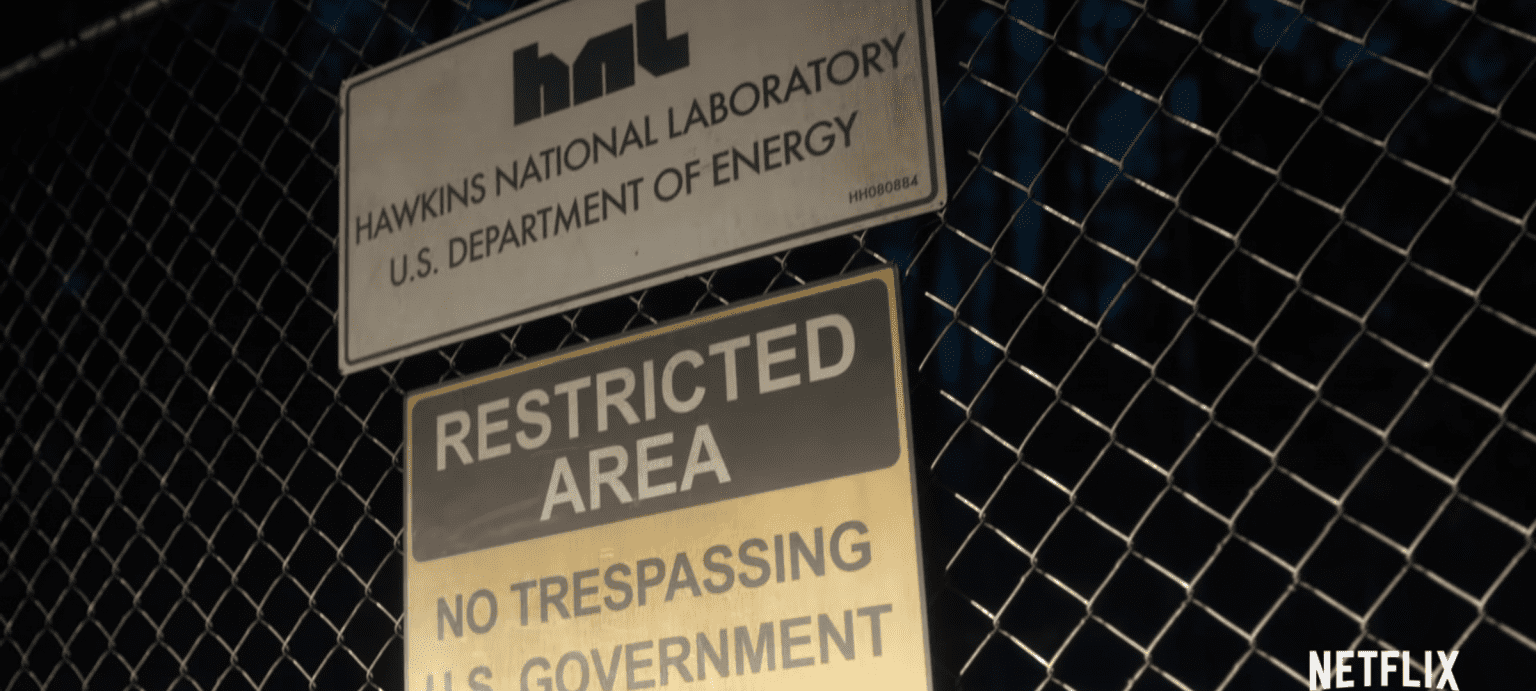 hnl
HAWKINS NATIONAL LABORATORY
U.S. DEPARTMENT OF ENERGY
HH080884
RESTRICTED
AREA
NO TRESPASSING
U.S. GOVERNMENT
NETFLIX